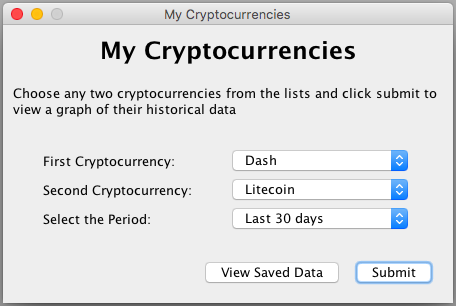 My Cryptocurrencies
My Cryptocurrencies
Choose any two cryptocurrencies from the lists and click submit to
view a graph of their historical data
First Cryptocurrency: Dash
Second Cryptocurrency: Litecoin
Select the Period: Last 30 days
View Saved Data Submit